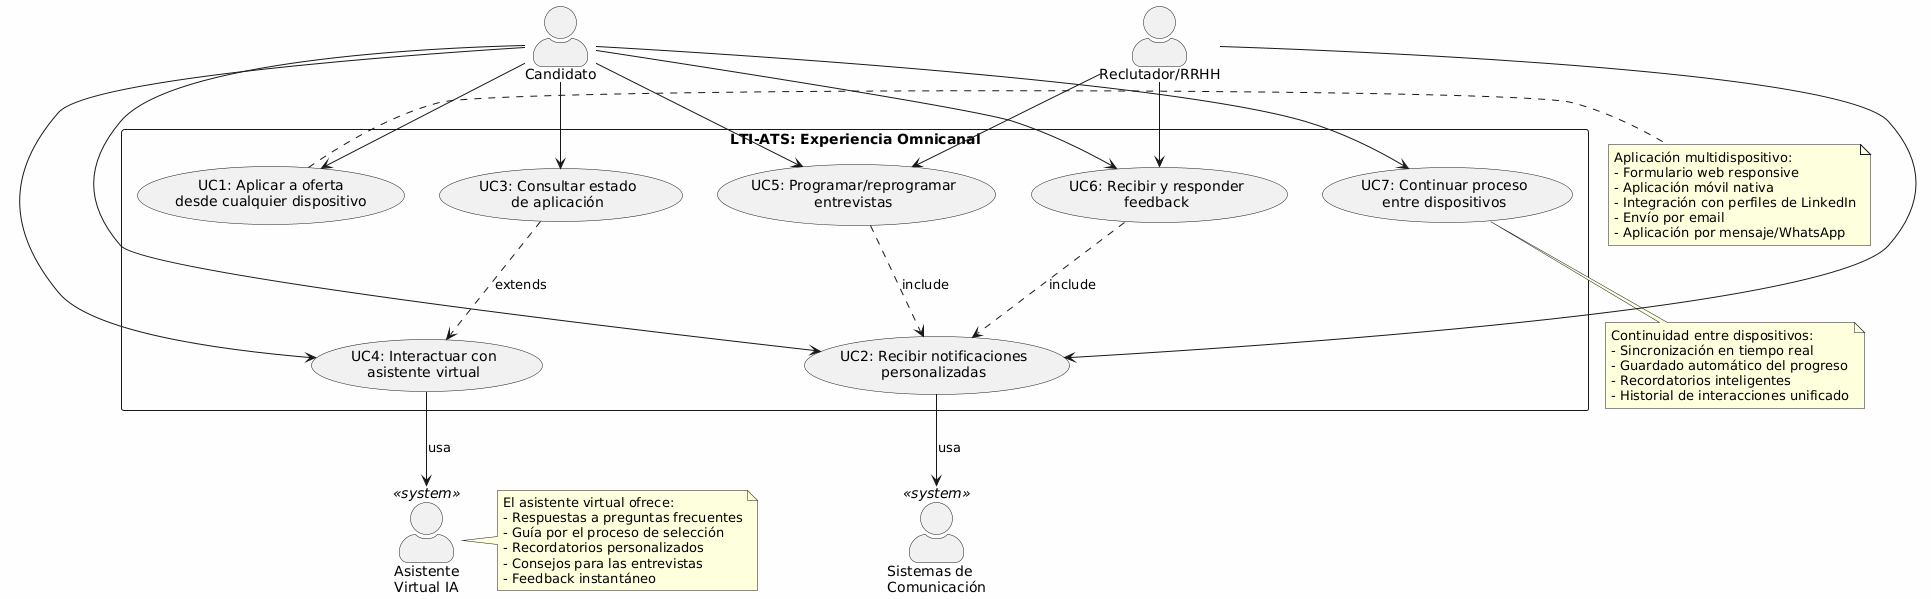 Candidato
Reclutador/RRHH
LTI-ATS: Experiencia Omnicanal
UC1: Aplicar a oferta
desde cualquier dispositivo
UC3: Consultar estado
de aplicación
UC5: Programar/reprogramar
entrevistas
UC6: Recibir y responder
feedback
UC7: Continuar proceso
entre dispositivos
Aplicación multidispositivo:
- Formulario web responsive
- Aplicación móvil nativa
- Integración con perfiles de LinkedIn
- Envío por email
- Aplicación por mensaje/WhatsApp
extends
include
include
UC4: Interactuar con
asistente virtual
UC2: Recibir notificaciones
personalizadas
Continuidad entre dispositivos:
- Sincronización en tiempo real
- Guardado automático del progreso
- Recordatorios inteligentes
- Historial de interacciones unificado
usa
usa
«system»
Asistente
Virtual IA
El asistente virtual ofrece:
- Respuestas a preguntas frecuentes
- Guía por el proceso de selección
- Recordatorios personalizados
- Consejos para las entrevistas
- Feedback instantáneo
«system»
Sistemas de
Comunicación